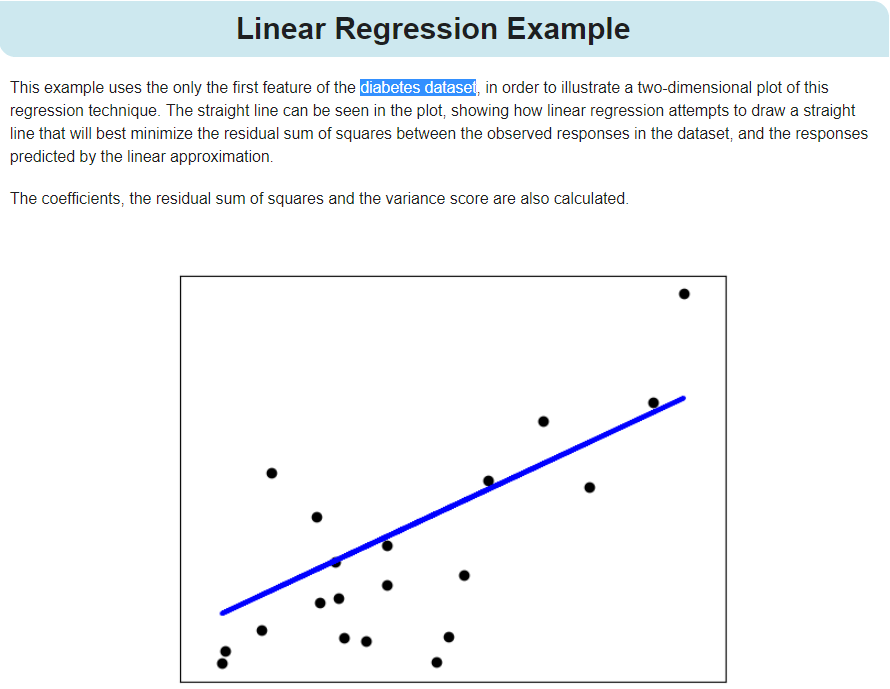 Linear Regression Example
This example uses the only the first feature of the diabetes dataset, in order to illustrate a two-dimensional plot of this
regression technique. The straight line can be seen in the plot, showing how linear regression attempts to draw a straight
line that will best minimize the residual sum of squares between the observed responses in the dataset, and the responses
predicted by the linear approximation.
The coefficients, the residual sum of squares and the variance score are also calculated.